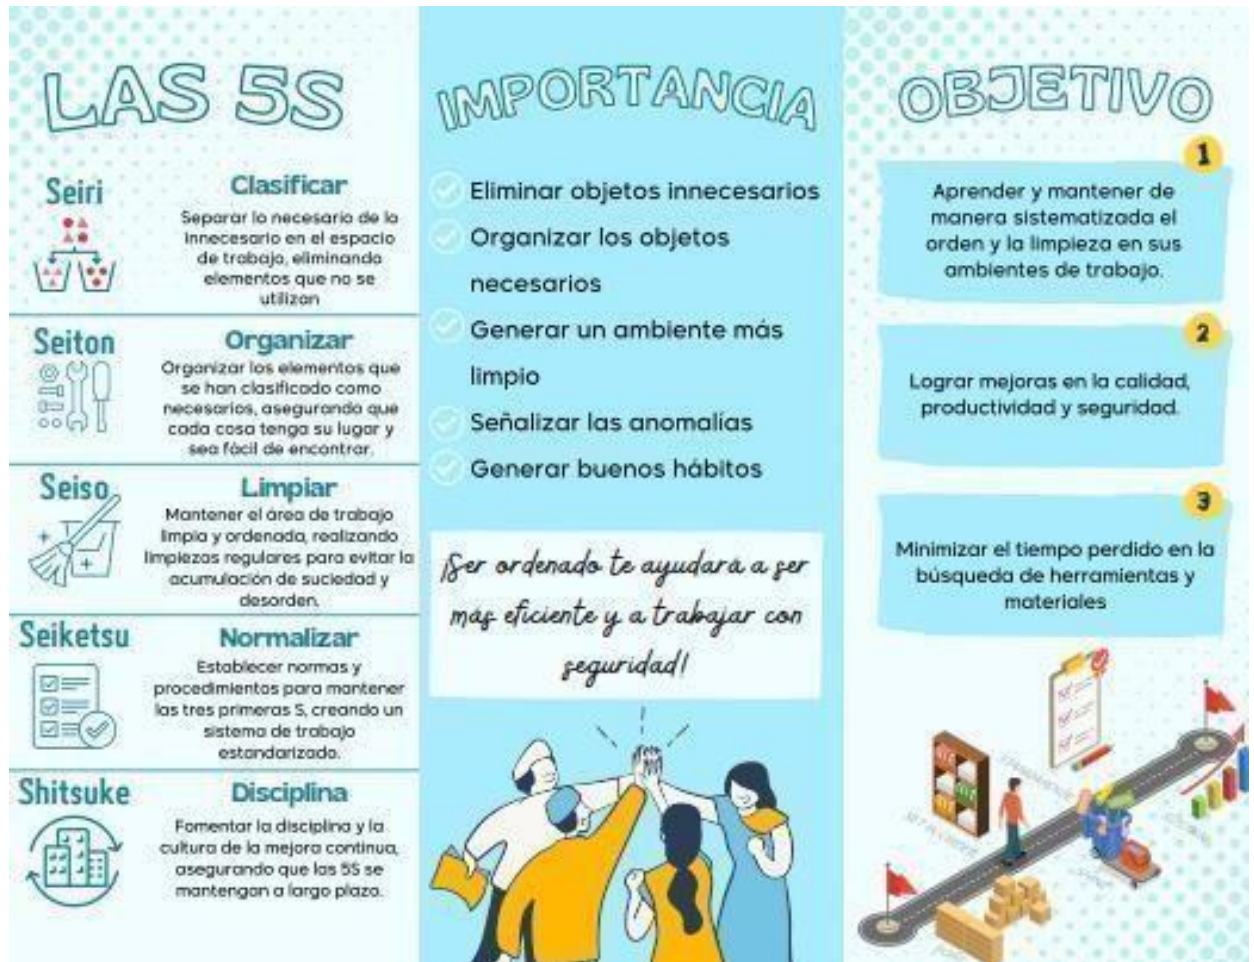 LAS 5S
Seiri
Clasificar
Separar lo necesario de lo
innecesario en el espacio
de trabajo, eliminando
elementos que no se
utilizan
Seiton
Organizar
Organizar los elementos que
se han clasificado como
necesarios, asegurando que
cada cosa tenga su lugar y
sea fácil de encontrar.
Seiso
Limpiar
Mantener el área de trabajo
limpia y ordenada, realizando
limpiezas regulares para evitar la
acumulación de suciedad y
desorden.
Seiketsu
Normalizar
Establecer normas y
procedimientos para mantener
las tres primeras S, creando un
sistema de trabajo
estandarizado.
Shitsuke
Disciplina
Fomentar la disciplina y la
cultura de la mejora continua,
asegurando que las 5S se
mantengan a largo plazo.
IMPORTANCIA
Eliminar objetos innecesarios
Organizar los objetos
necesarios
Generar un ambiente más
limpio
Señalizar las anomalías
Generar buenos hábitos
¡Ser ordenado te ayudará a ser
más eficiente y a trabajar con
seguridad!
OBJETIVO
1
Aprender y mantener de
manera sistematizada el
orden y la limpieza en sus
ambientes de trabajo.
2
Lograr mejoras en la calidad,
productividad y seguridad.
3
Minimizar el tiempo perdido en la
búsqueda de herramientas y
materiales